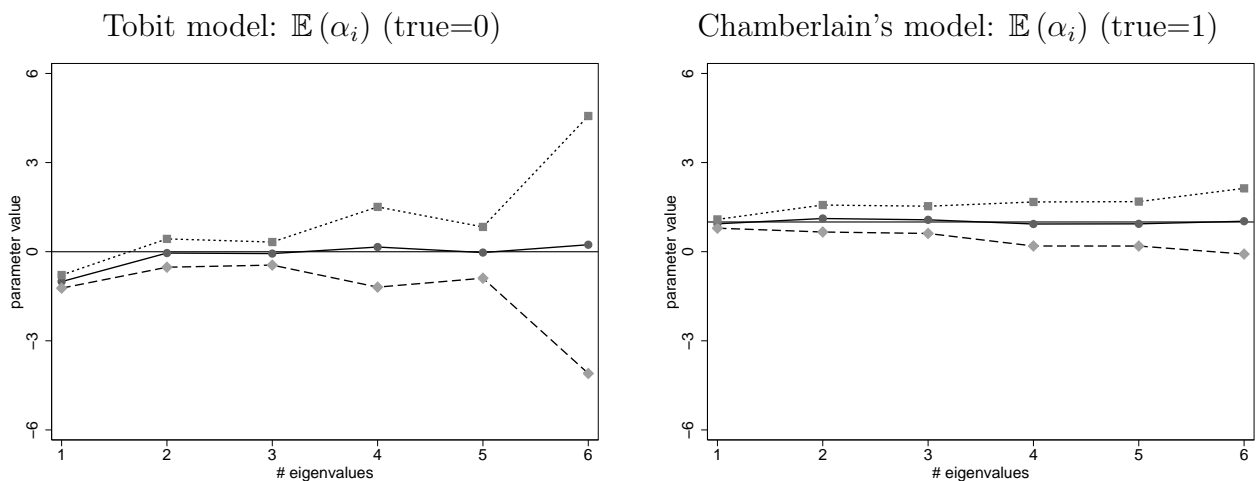 Tobit model: 𝔼 (αᵢ) (true=0)
6
3
0
−3
−6
parameter value
1 2 3 4 5 6
# eigenvalues
Chamberlain's model: 𝔼 (αᵢ) (true=1)
6
3
0
−3
−6
parameter value
1 2 3 4 5 6
# eigenvalues